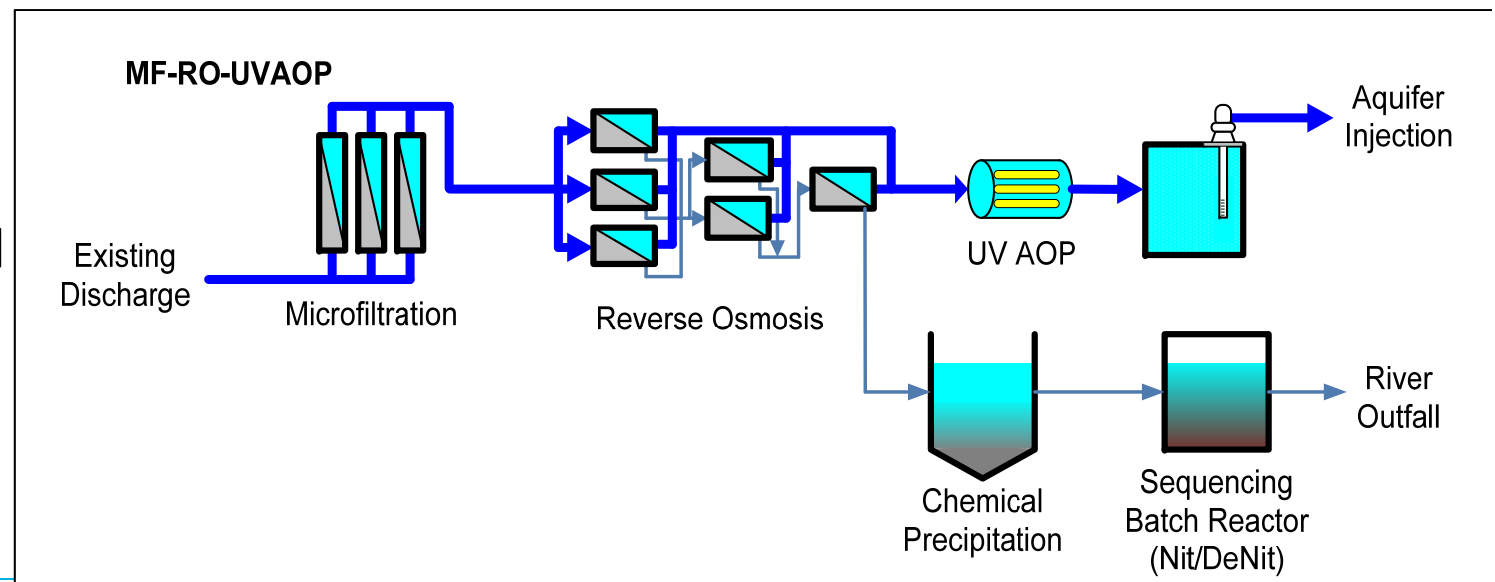 MF-RO-UVAOP
Existing
Discharge
Microfiltration
Reverse Osmosis
UV AOP
Aquifer
Injection
Chemical
Precipitation
Sequencing
Batch Reactor
(Nit/DeNit)
River
Outfall